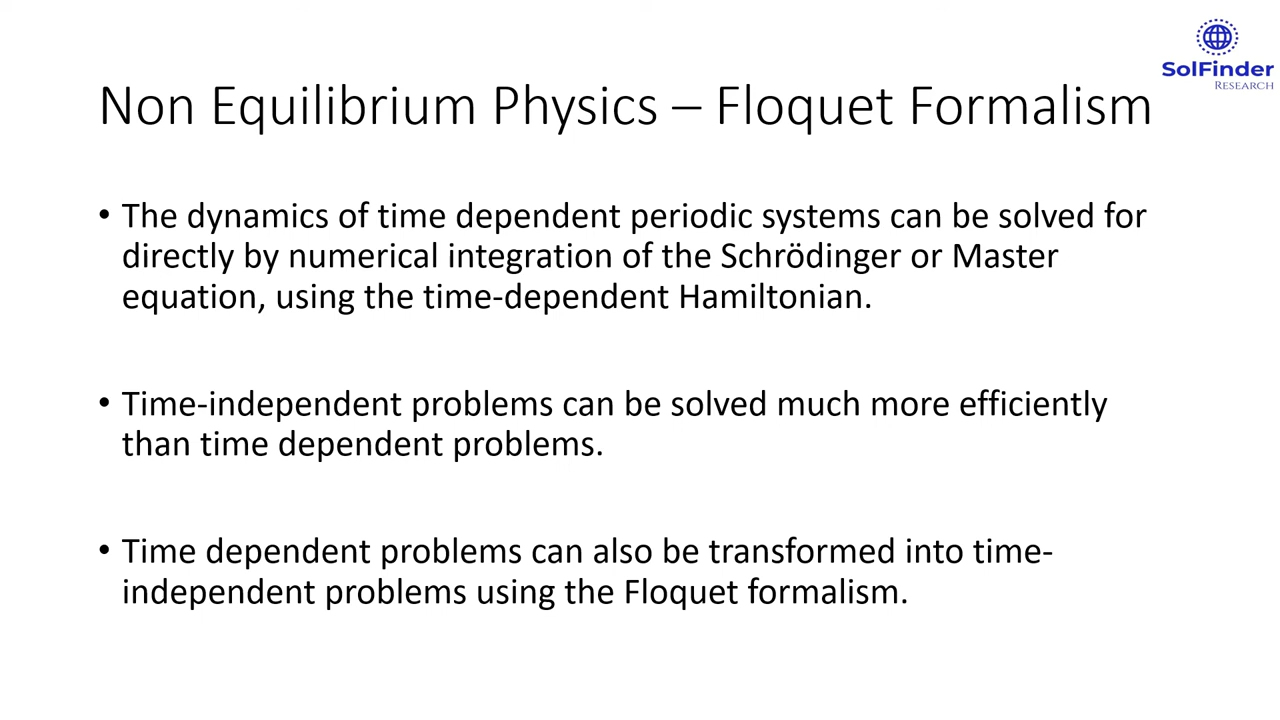 SolFinder
RESEARCH
Non Equilibrium Physics – Floquet Formalism
• The dynamics of time dependent periodic systems can be solved for
directly by numerical integration of the Schrödinger or Master
equation, using the time-dependent Hamiltonian.
• Time-independent problems can be solved much more efficiently
than time dependent problems.
• Time dependent problems can also be transformed into time-
independent problems using the Floquet formalism.